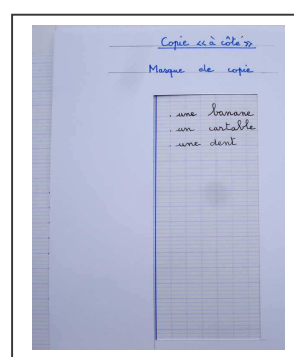 Copie « à côté »
Masque de copie
. une banane
. un cartable
. une dent